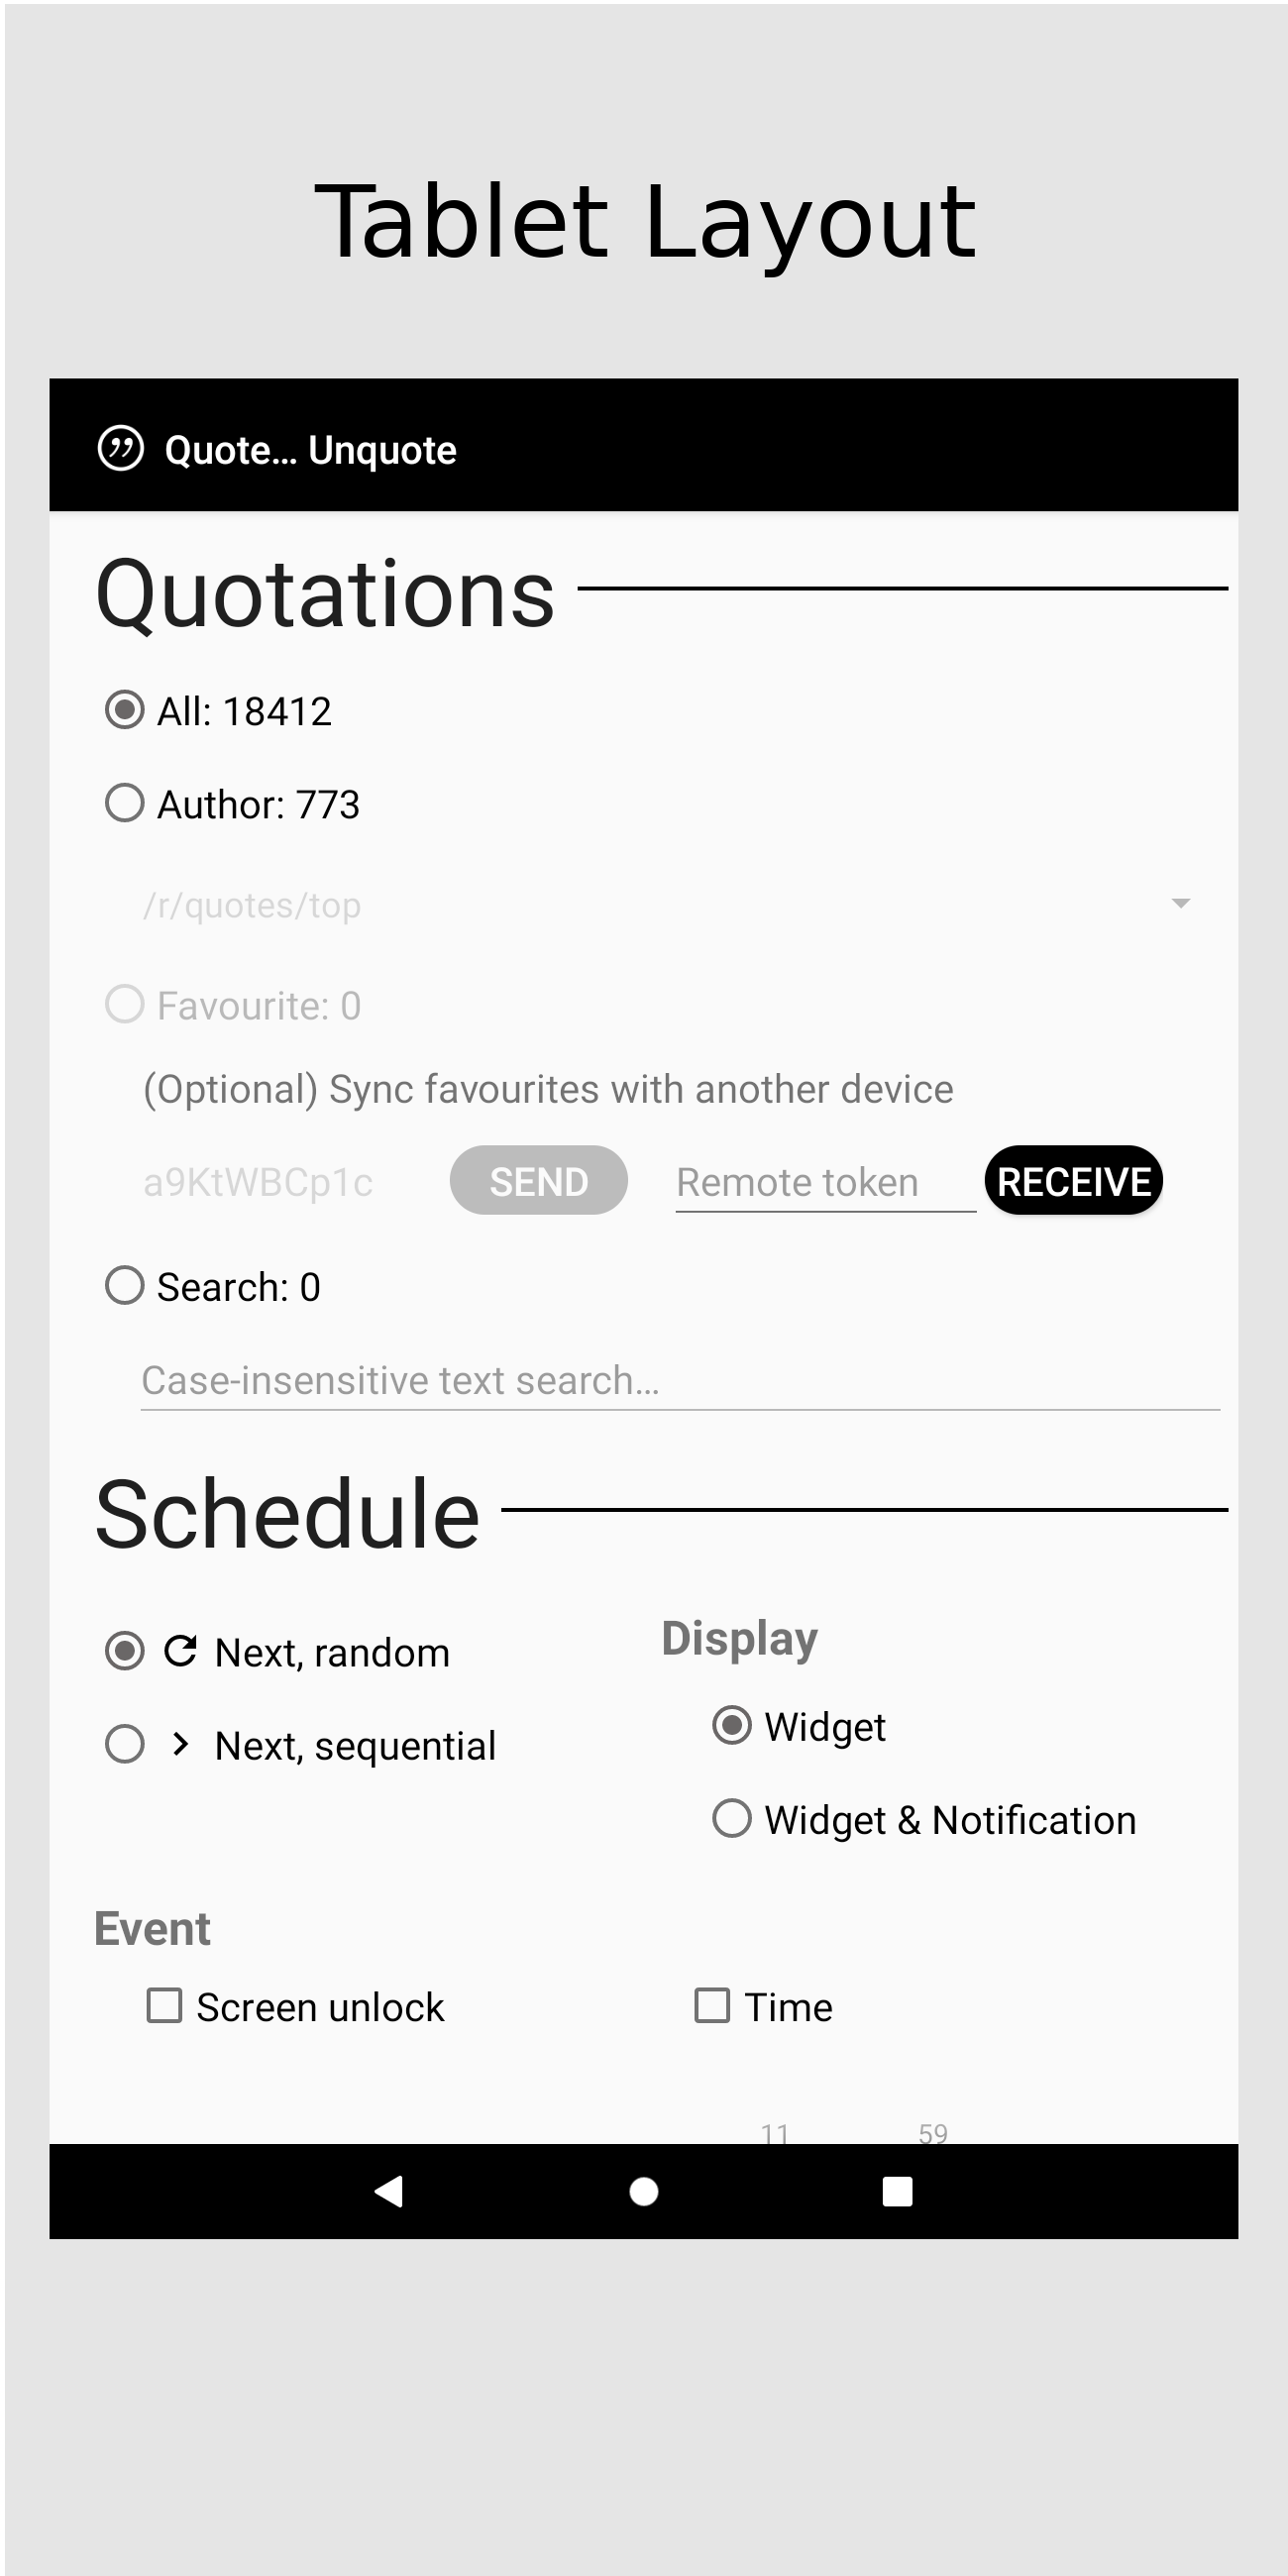 Tablet Layout
Quote... Unquote
Quotations
All: 18412
Author: 773
/r/quotes/top
Favourite: 0
(Optional) Sync favourites with another device
a9KtWBCp1c SEND Remote token RECEIVE
Search: 0
Case-insensitive text search...
Schedule
Next, random
Next, sequential
Display
Widget
Widget & Notification
Event
Screen unlock
Time
11 59